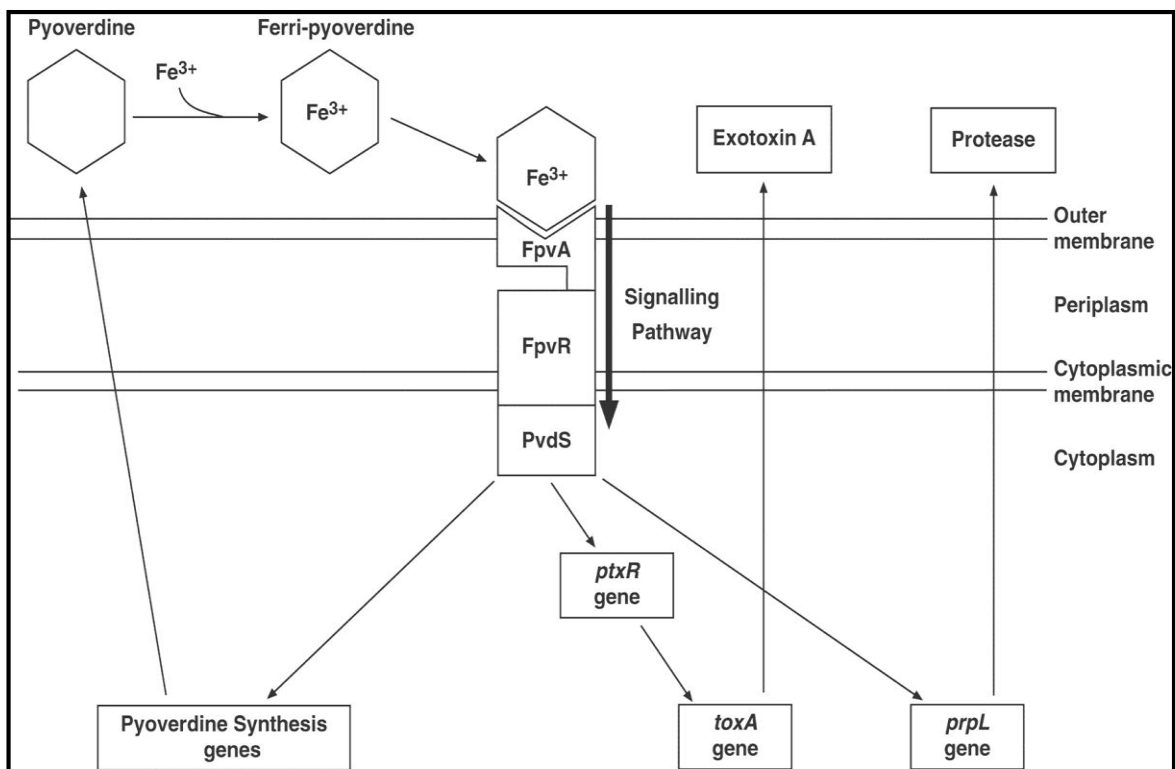 Pyoverdine
Ferri-pyoverdine
Fe³⁺
Fe³⁺
Fe³⁺
Exotoxin A
Protease
Outer
membrane
FpvA
Signalling
Pathway
Periplasm
FpvR
Cytoplasmic
membrane
PvdS
Cytoplasm
ptxR
gene
Pyoverdine Synthesis
genes
toxA
gene
prpL
gene